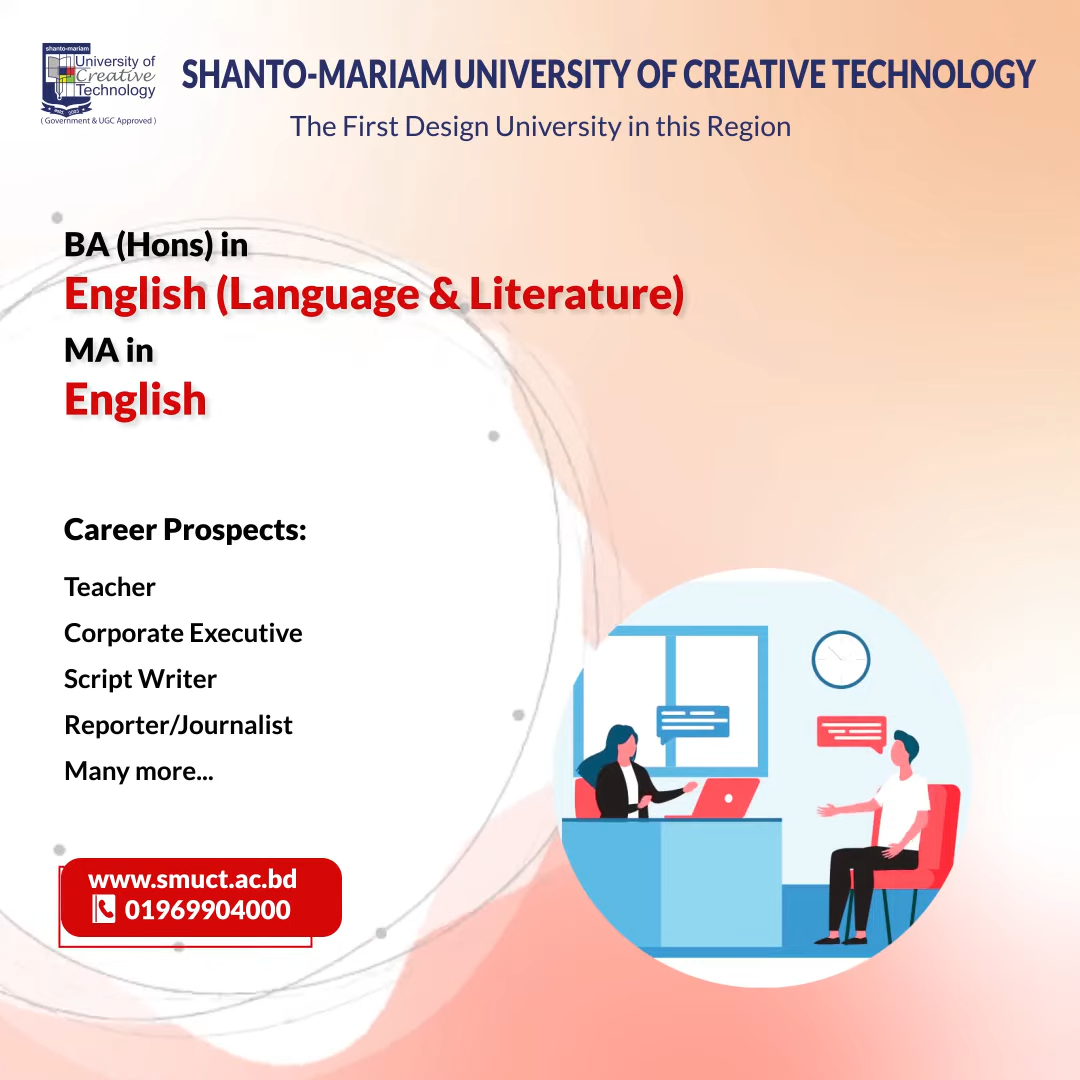 shanto-mariam
University of
Creative
Technology
( Government & UGC Approved )
SHANTO-MARIAM UNIVERSITY OF CREATIVE TECHNOLOGY
The First Design University in this Region
BA (Hons) in
English (Language & Literature)
MA in
English
Career Prospects:
Teacher
Corporate Executive
Script Writer
Reporter/Journalist
Many more...
www.smuct.ac.bd
01969904000